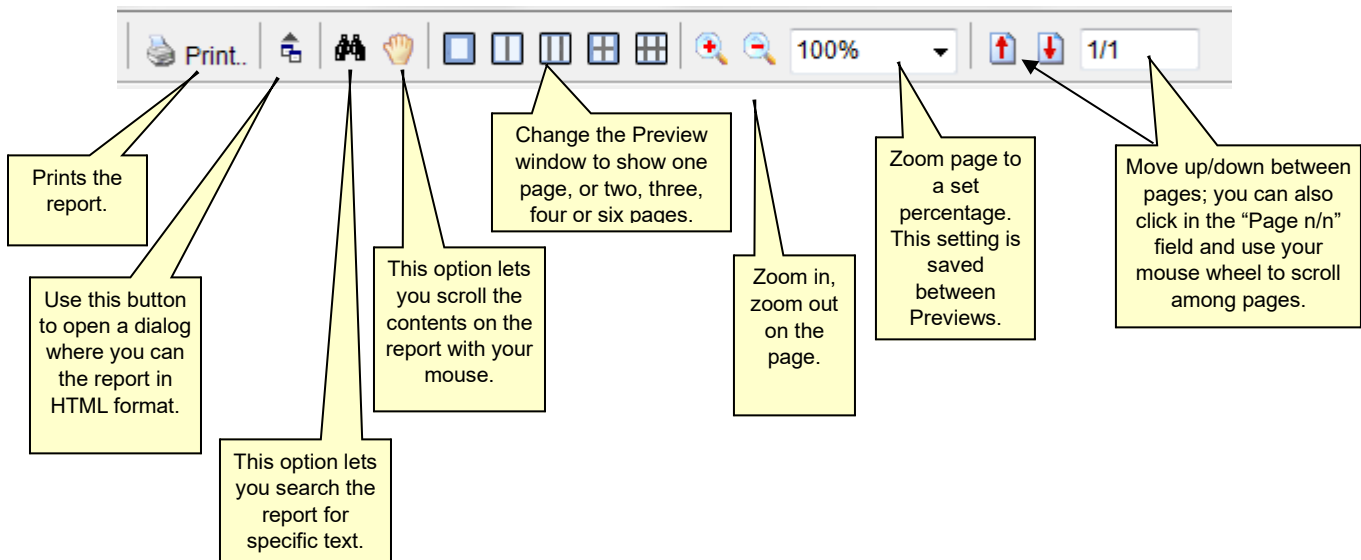 Print..
100%
1/1
Prints the
report.
Use this button
to open a dialog
where you can
the report in
HTML format.
This option lets
you search the
report for
specific text.
This option lets
you scroll the
contents on the
report with your
mouse.
Change the Preview
window to show one
page, or two, three,
four or six pages.
Zoom in,
zoom out
on the
page.
Zoom page to
a set
percentage.
This setting is
saved
between
Previews.
Move up/down between
pages; you can also
click in the “Page n/n”
field and use your
mouse wheel to scroll
among pages.